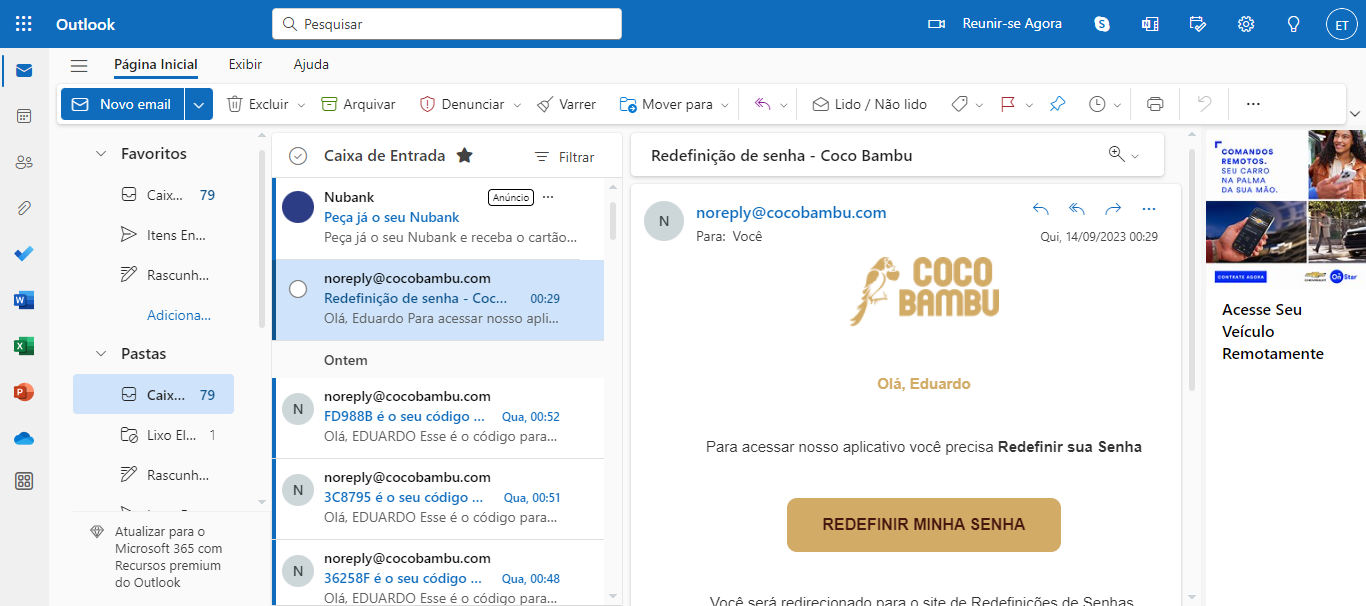 Outlook
Pesquisar
Reunir-se Agora
ET
Página Inicial
Exibir
Ajuda
Novo email
Excluir
Arquivar
Denunciar
Varrer
Mover para
Lido / Não lido
Favoritos
Caix... 79
Itens En...
Rascunh...
Adiciona...
Pastas
Caix... 79
Lixo El... 1
Rascunh...
Atualizar para o
Microsoft 365 com
Recursos premium
do Outlook
Caixa de Entrada
Filtrar
Nubank
Anúncio
Peça já o seu Nubank
Peça já o seu Nubank e receba o cartão...
noreply@cocobambu.com
Redefinição de senha - Coc... 00:29
Olá, Eduardo Para acessar nosso apli...
Ontem
N
noreply@cocobambu.com
FD988B é o seu código ... Qua, 00:52
Olá, EDUARDO Esse é o código para...
N
noreply@cocobambu.com
3C8795 é o seu código ... Qua, 00:51
Olá, EDUARDO Esse é o código para...
N
noreply@cocobambu.com
36258F é o seu código ... Qua, 00:48
Olá, EDUARDO Esse é o código para...
Redefinição de senha - Coco Bambu
N
noreply@cocobambu.com
Para: Você
Qui, 14/09/2023 00:29
COCO
BAMBU
Olá, Eduardo
Para acessar nosso aplicativo você precisa Redefinir sua Senha
REDEFINIR MINHA SENHA
Você será redirecionado para o site de Redefinições de Senhas
COMANDOS
REMOTOS.
SEU CARRO
NA PALMA
DA SUA MÃO.
CONTRATE AGORA
CHEVROLET
OnStar
Acesse Seu
Veículo
Remotamente